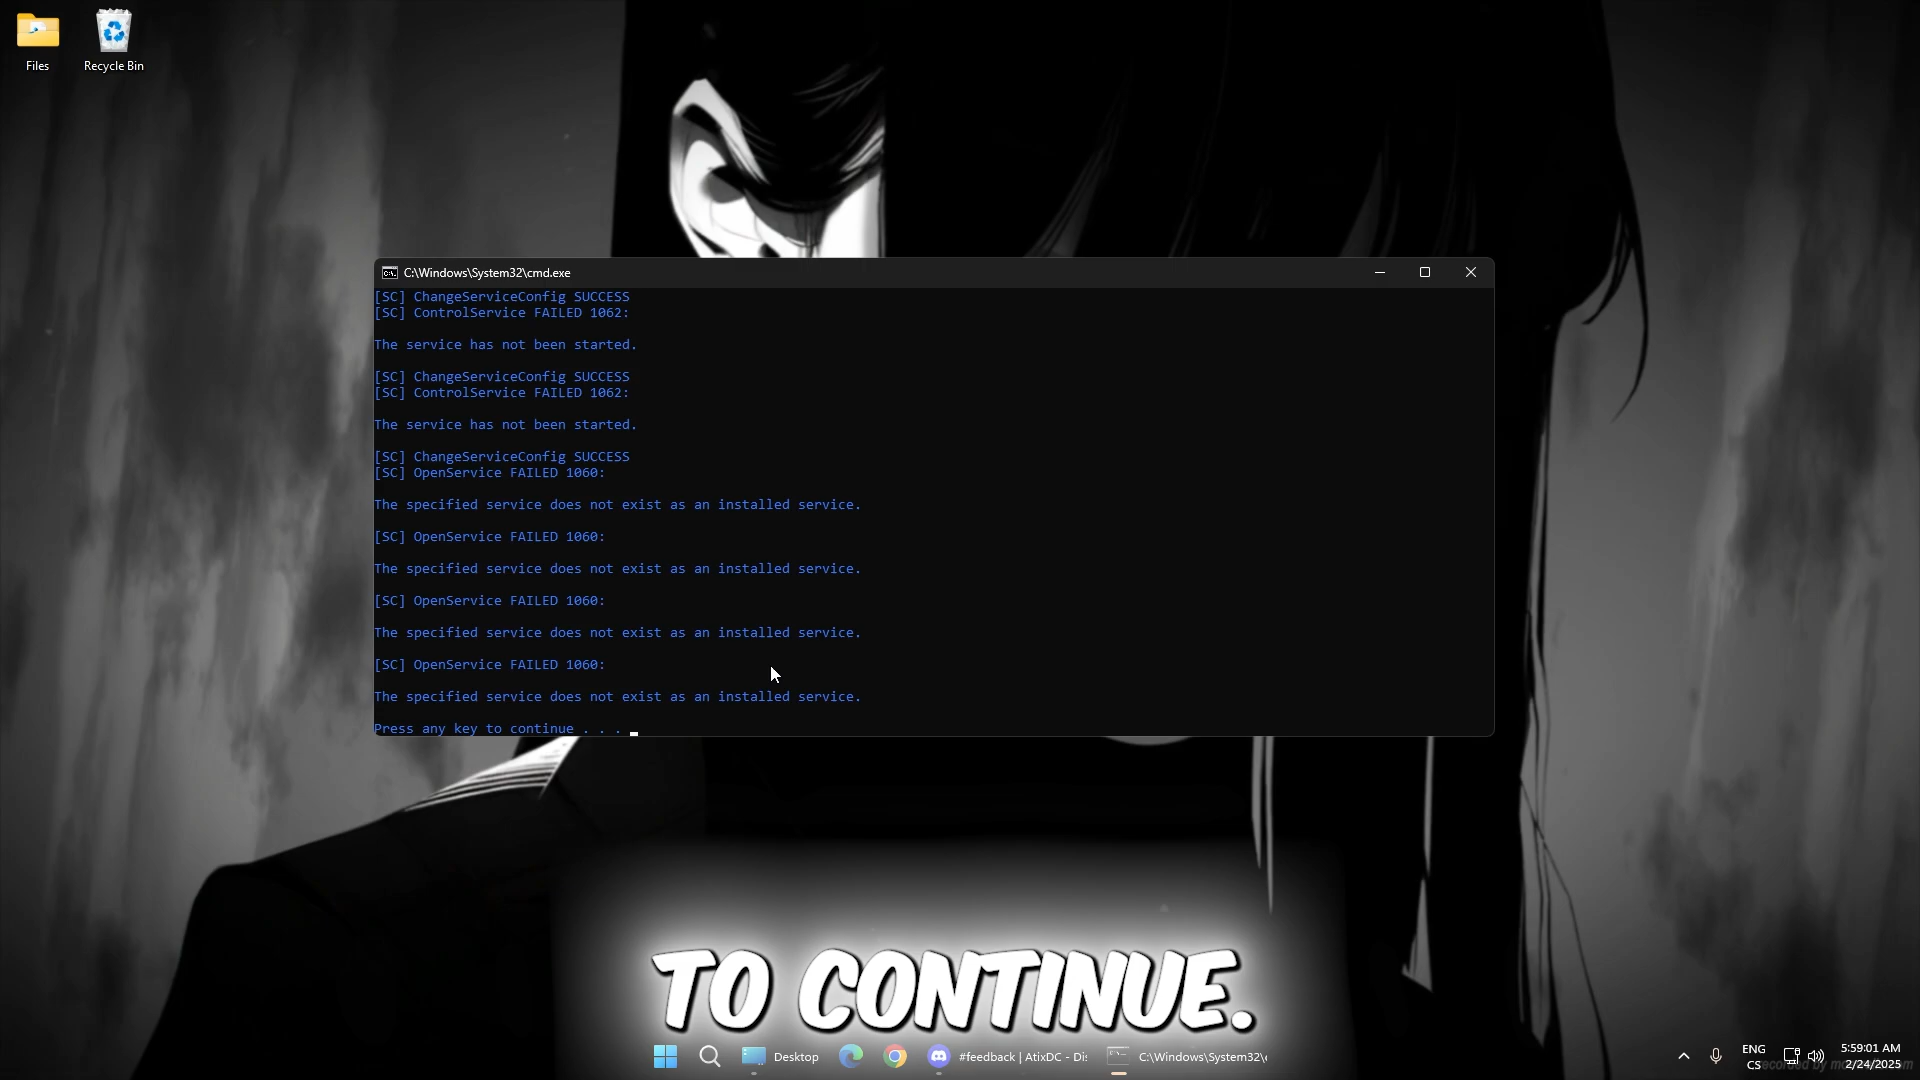 Files
Recycle Bin
C:\Windows\System32\cmd.exe
[SC] ChangeServiceConfig SUCCESS
[SC] ControlService FAILED 1062:
The service has not been started.
[SC] ChangeServiceConfig SUCCESS
[SC] ControlService FAILED 1062:
The service has not been started.
[SC] ChangeServiceConfig SUCCESS
[SC] OpenService FAILED 1060:
The specified service does not exist as an installed service.
[SC] OpenService FAILED 1060:
The specified service does not exist as an installed service.
[SC] OpenService FAILED 1060:
The specified service does not exist as an installed service.
[SC] OpenService FAILED 1060:
The specified service does not exist as an installed service.
Press any key to continue . . .
TO CONTINUE.
Desktop
#feedback | AtixDC - Di
C:\Windows\System32\
ENG
CS
5:59:01 AM
2/24/2025